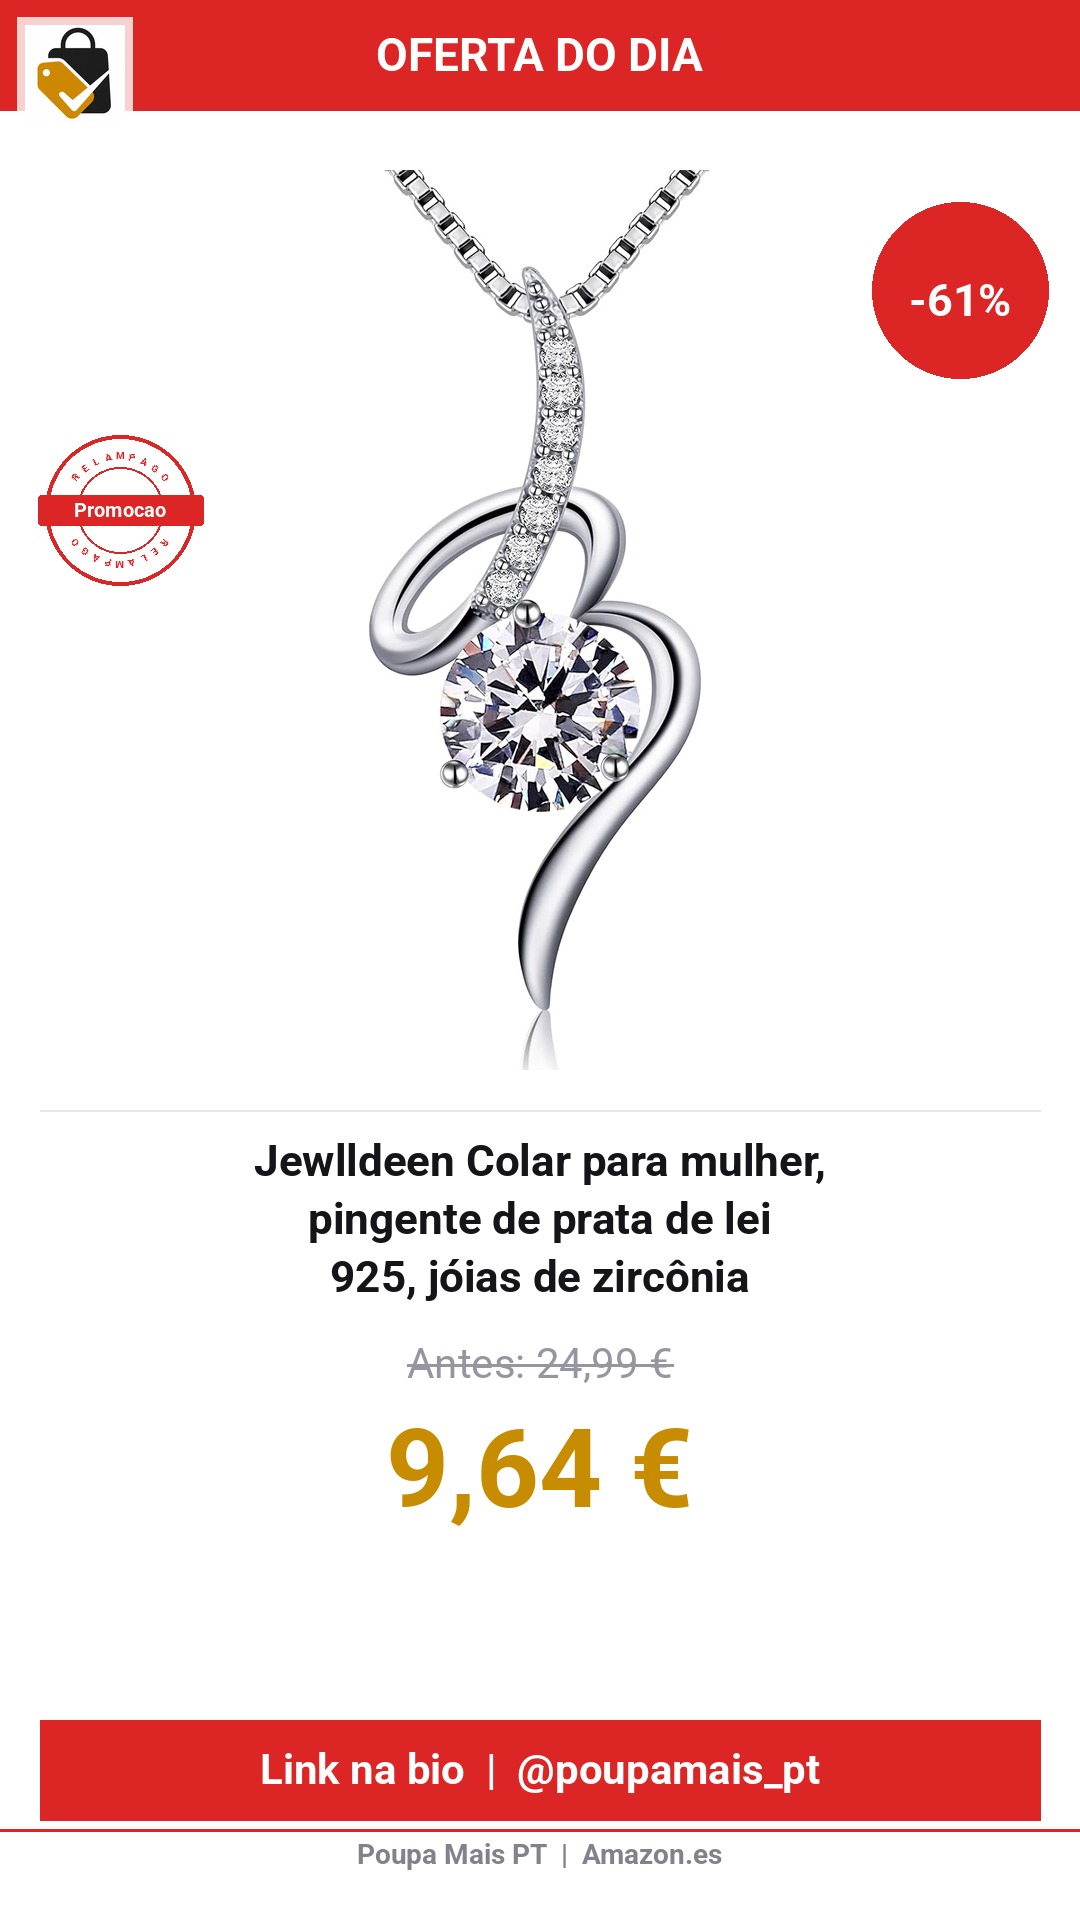 OFERTA DO DIA
-61%
RELAMPAGO
Promocao
RELAMPAGO
Jewlldeen Colar para mulher,
pingente de prata de lei
925, jóias de zircônia
Antes: 24,99 €
9,64 €
Link na bio | @poupamais_pt
Poupa Mais PT | Amazon.es